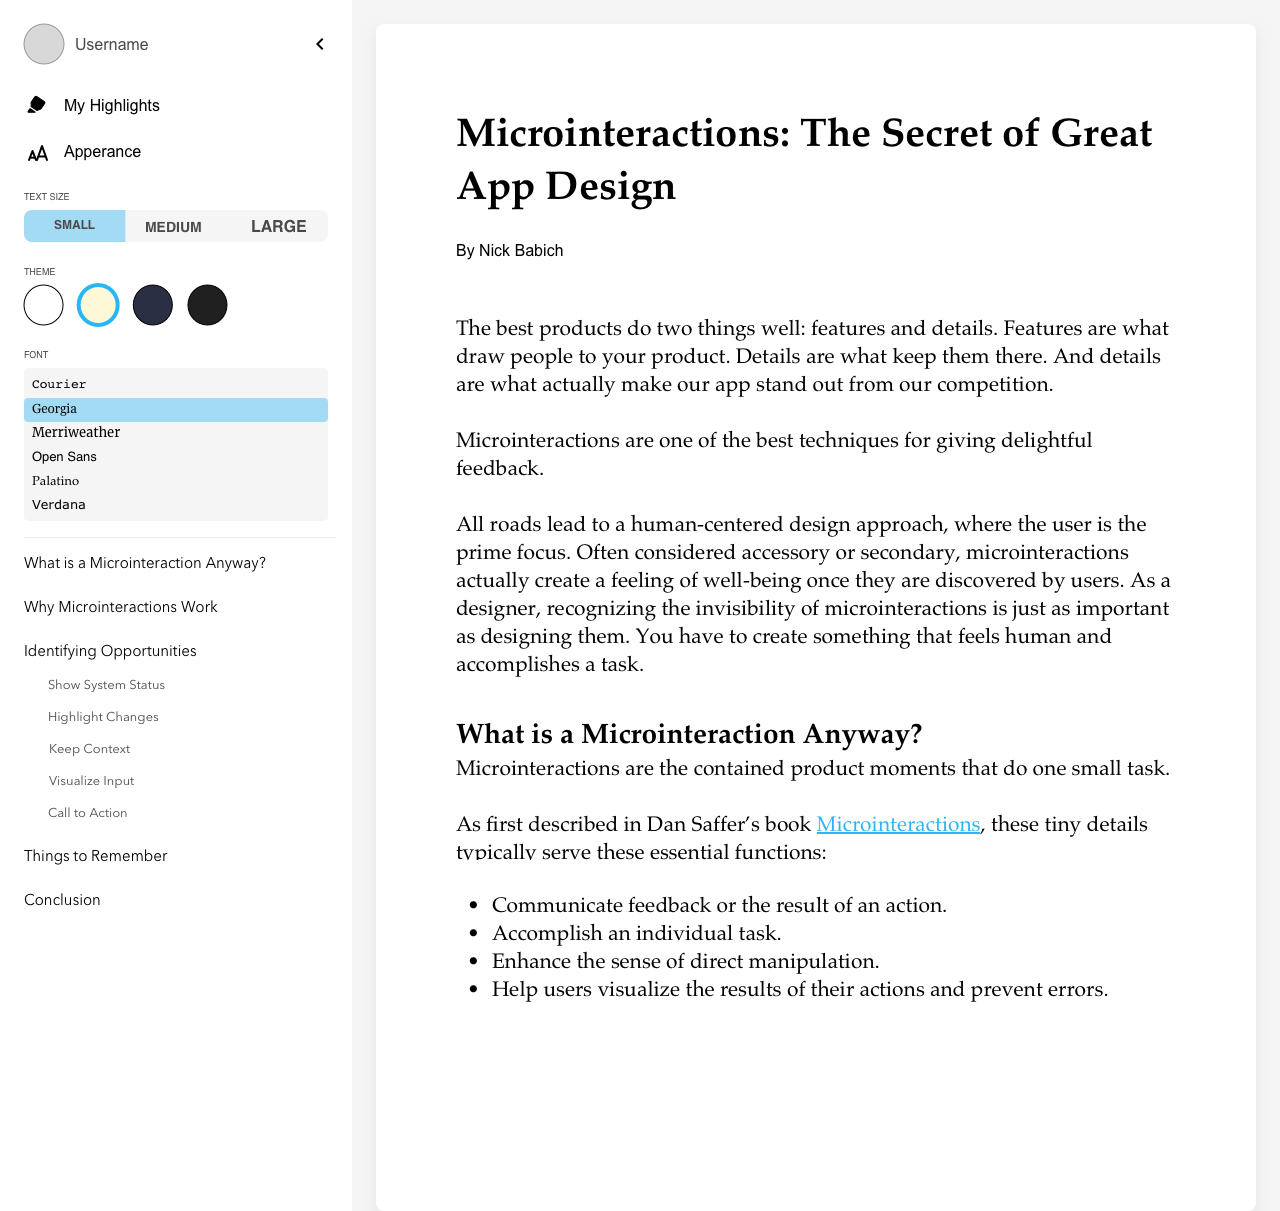 Username
My Highlights
Apperance
TEXT SIZE
SMALL MEDIUM LARGE
THEME
FONT
Courier
Georgia
Merriweather
Open Sans
Palatino
Verdana
What is a Microinteraction Anyway?
Why Microinteractions Work
Identifying Opportunities
Show System Status
Highlight Changes
Keep Context
Visualize Input
Call to Action
Things to Remember
Conclusion
Microinteractions: The Secret of Great
App Design
By Nick Babich
The best products do two things well: features and details. Features are what
draw people to your product. Details are what keep them there. And details
are what actually make our app stand out from our competition.
Microinteractions are one of the best techniques for giving delightful
feedback.
All roads lead to a human-centered design approach, where the user is the
prime focus. Often considered accessory or secondary, microinteractions
actually create a feeling of well-being once they are discovered by users. As a
designer, recognizing the invisibility of microinteractions is just as important
as designing them. You have to create something that feels human and
accomplishes a task.
What is a Microinteraction Anyway?
Microinteractions are the contained product moments that do one small task.
As first described in Dan Saffer’s book Microinteractions, these tiny details
typically serve these essential functions:
• Communicate feedback or the result of an action.
• Accomplish an individual task.
• Enhance the sense of direct manipulation.
• Help users visualize the results of their actions and prevent errors.